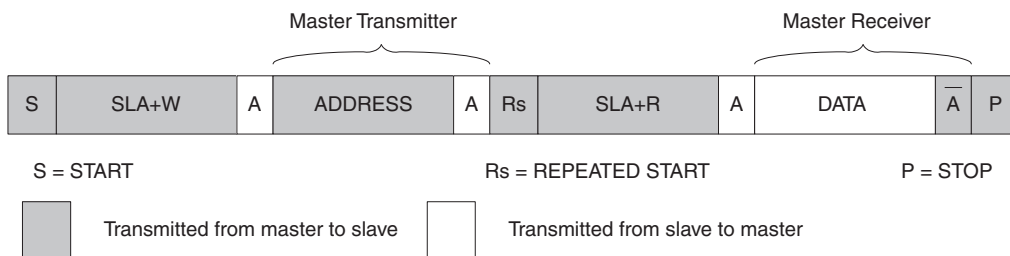 Master Transmitter Master Receiver
S SLA+W A ADDRESS A Rs SLA+R A DATA A̅ P
S = START Rs = REPEATED START P = STOP
Transmitted from master to slave Transmitted from slave to master